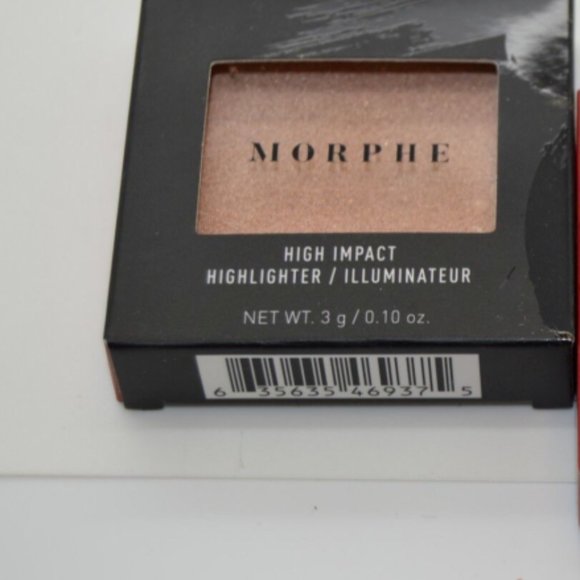 MORPHE
HIGH IMPACT
HIGHLIGHTER / ILLUMINATEUR
NET WT. 3 g / 0.10 oz.
6 35635 46937 5